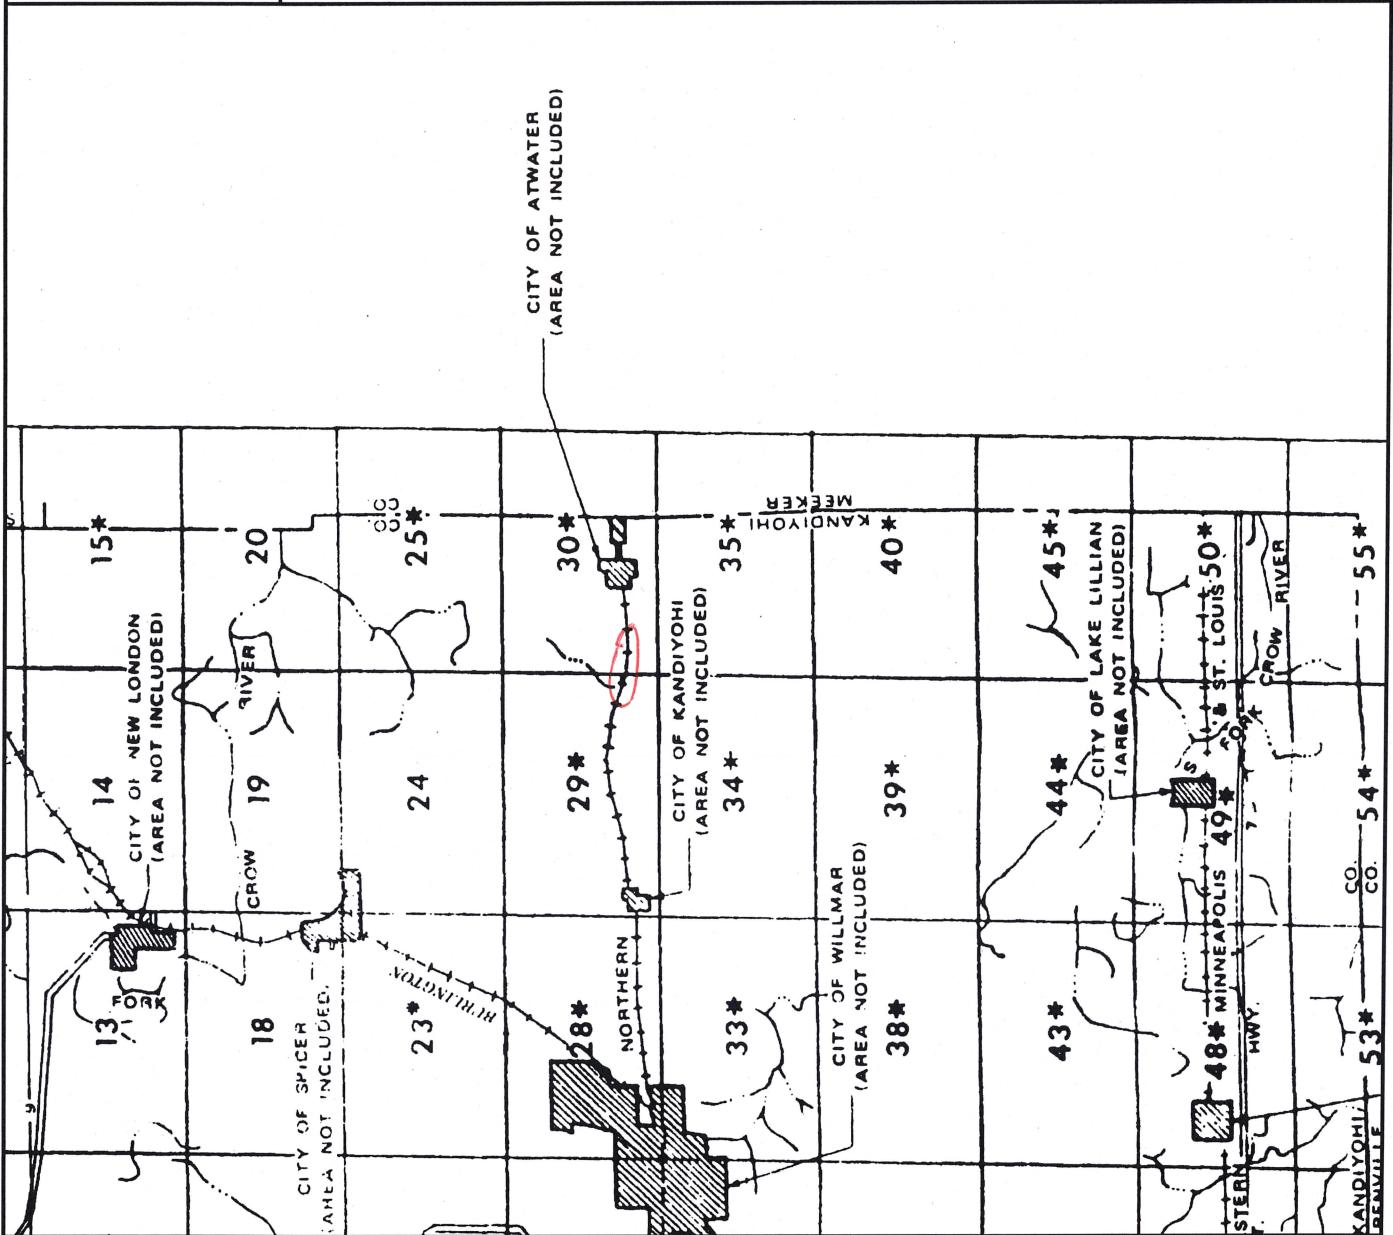 CITY OF ATWATER
(AREA NOT INCLUDED)
KANDIYOHI
MEEKER
15*
20
25*
30*
35*
40*
45*
50*
55*
CITY OF NEW LONDON
(AREA NOT INCLUDED)
RIVER
CITY OF KANDIYOHI
(AREA NOT INCLUDED)
CITY OF LAKE LILLIAN
(AREA NOT INCLUDED)
& ST. LOUIS
CROW
RIVER
14
19
24
29*
34*
39*
44*
49*
54*
CROW
FORK
S
CO.
CO.
FORK
BURLINGTON
NORTHERN
CITY OF WILLMAR
(AREA NOT INCLUDED)
MINNEAPOLIS
HWY.
13
18
23*
28*
33*
38*
43*
48*
53*
9
CITY OF SPICER
(AREA NOT INCLUDED)
STERN
KANDIYOHI
RENVILLE